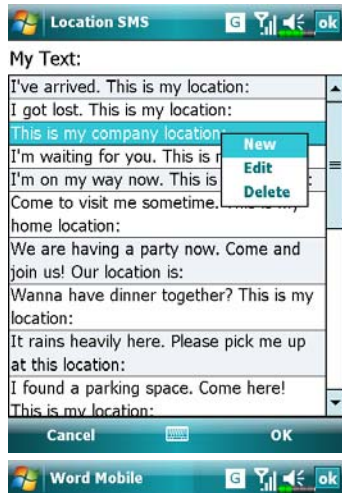 Location SMS G ok
My Text:
I've arrived. This is my location:
I got lost. This is my location:
This is my company location:
New
I'm waiting for you. This is
Edit
I'm on my way now. This is :
Delete
Come to visit me sometime.
home location:
We are having a party now. Come and
join us! Our location is:
Wanna have dinner together? This is my
location:
It rains heavily here. Please pick me up
at this location:
I found a parking space. Come here!
This is my location:
Cancel OK
Word Mobile G ok